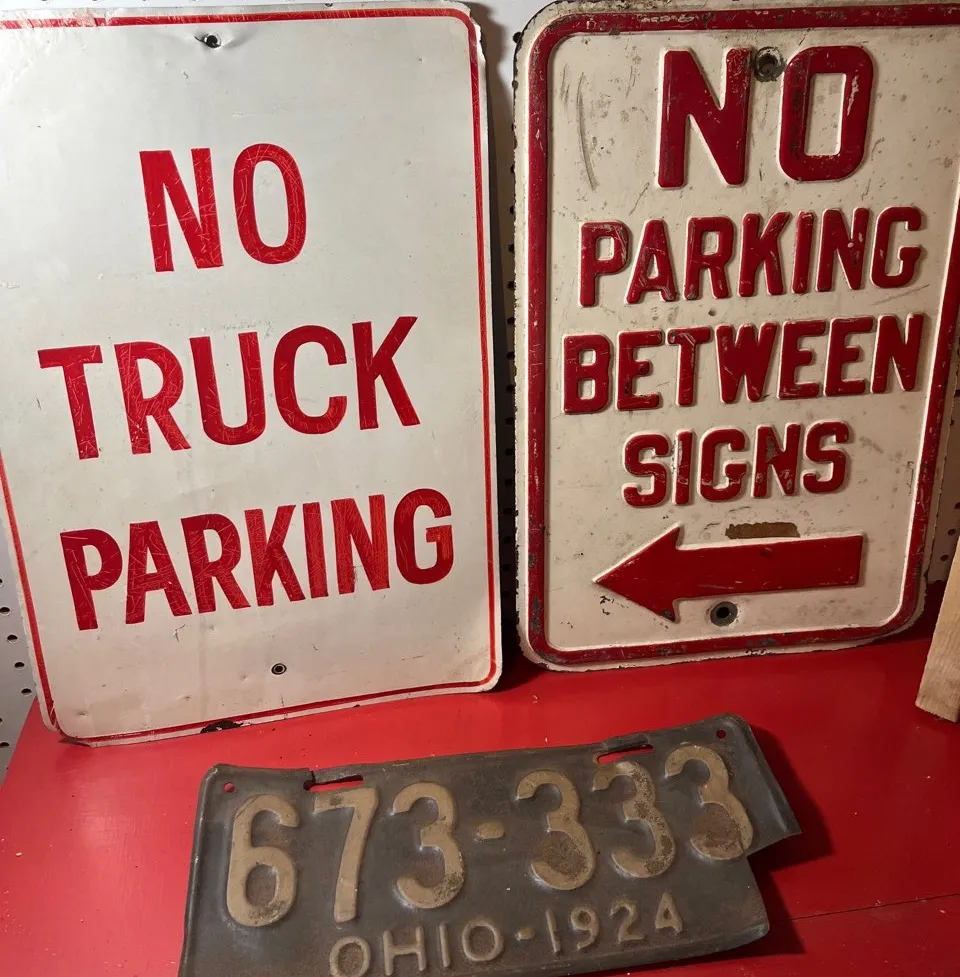 NO
TRUCK
PARKING
NO
PARKING
BETWEEN
SIGNS
673-333
OHIO-1924